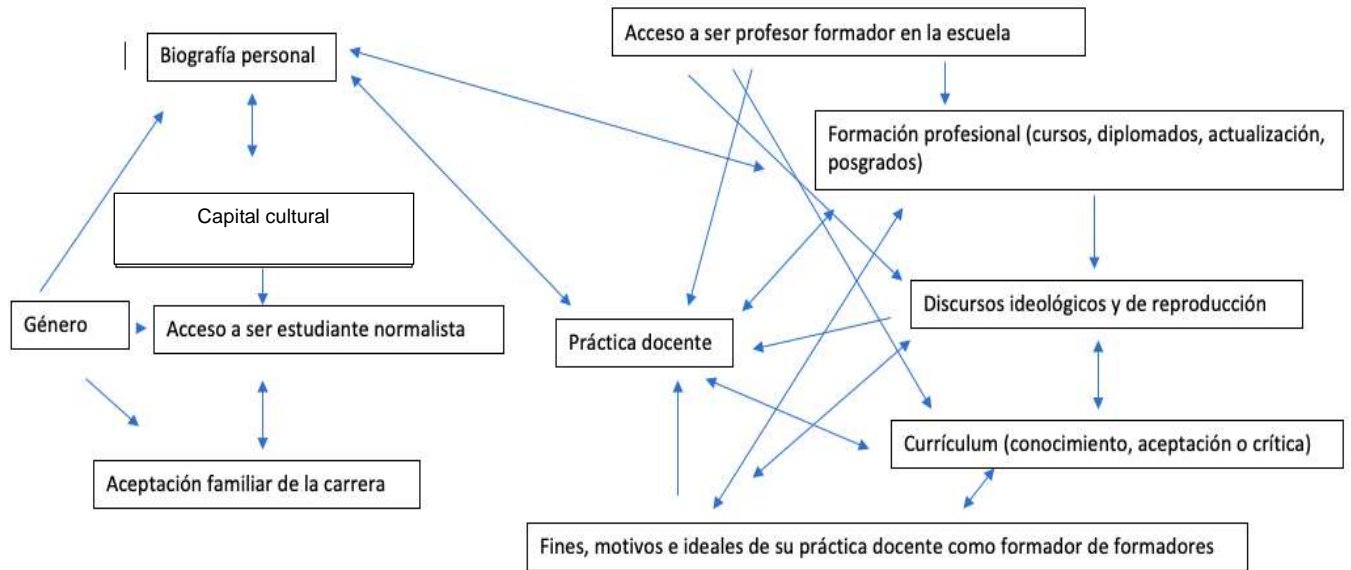 Acceso a ser profesor formador en la escuela
Biografía personal
Formación profesional (cursos, diplomados, actualización,
posgrados)
Capital cultural
Discursos ideológicos y de reproducción
Género
Acceso a ser estudiante normalista
Práctica docente
Currículum (conocimiento, aceptación o crítica)
Aceptación familiar de la carrera
Fines, motivos e ideales de su práctica docente como formador de formadores